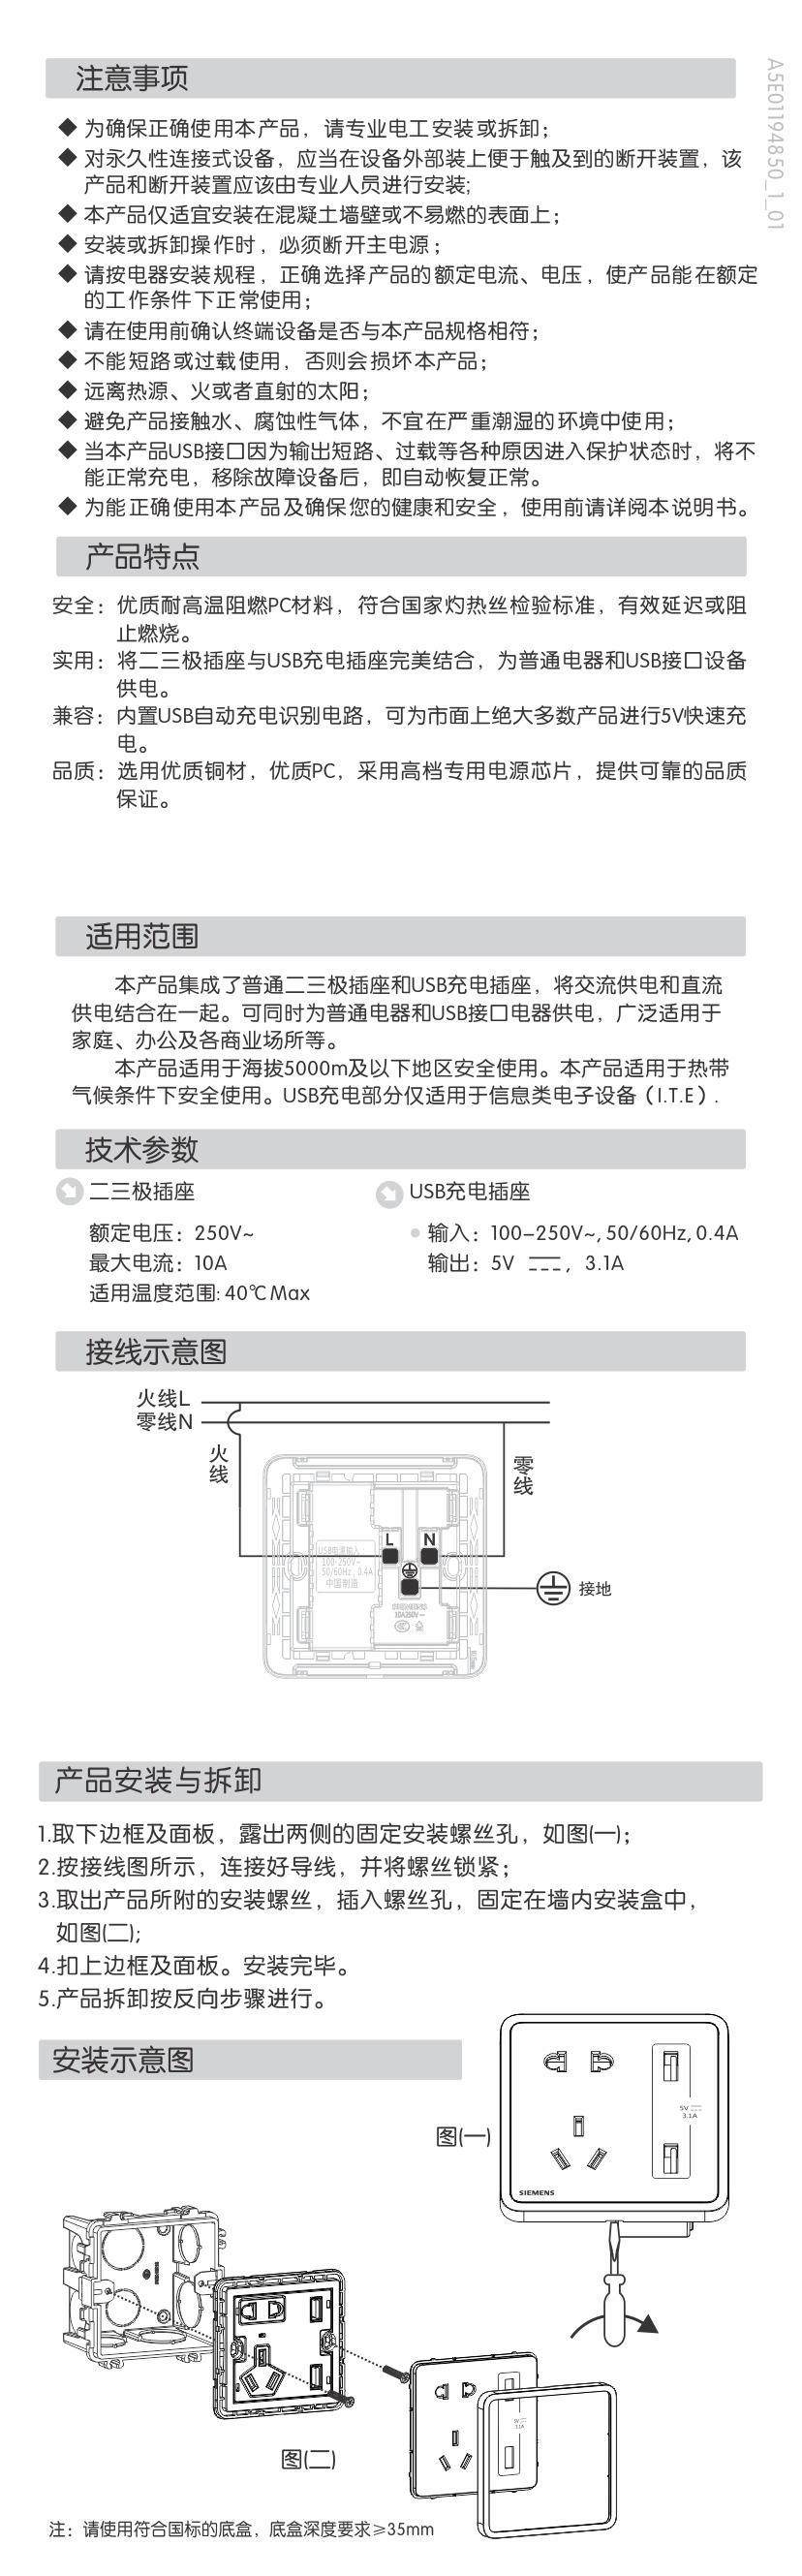 注意事项
A5E01194850_1_01
◆ 为确保正确使用本产品，请专业电工安装或拆卸；
◆ 对永久性连接式设备，应当在设备外部装上便于触及到的断开装置，该
产品和断开装置应该由专业人员进行安装;
◆ 本产品仅适宜安装在混凝土墙壁或不易燃的表面上；
◆ 安装或拆卸操作时，必须断开主电源；
◆ 请按电器安装规程，正确选择产品的额定电流、电压，使产品能在额定
的工作条件下正常使用；
◆ 请在使用前确认终端设备是否与本产品规格相符；
◆ 不能短路或过载使用，否则会损坏本产品；
◆ 远离热源、火或者直射的太阳；
◆ 避免产品接触水、腐蚀性气体，不宜在严重潮湿的环境中使用；
◆ 当本产品USB接口因为输出短路、过载等各种原因进入保护状态时，将不
能正常充电，移除故障设备后，即自动恢复正常。
◆ 为能正确使用本产品及确保您的健康和安全，使用前请详阅本说明书。
产品特点
安全：优质耐高温阻燃PC材料，符合国家灼热丝检验标准，有效延迟或阻
止燃烧。
实用：将二三极插座与USB充电插座完美结合，为普通电器和USB接口设备
供电。
兼容：内置USB自动充电识别电路，可为市面上绝大多数产品进行5V快速充
电。
品质：选用优质铜材，优质PC，采用高档专用电源芯片，提供可靠的品质
保证。
适用范围
本产品集成了普通二三极插座和USB充电插座，将交流供电和直流
供电结合在一起。可同时为普通电器和USB接口电器供电，广泛适用于
家庭、办公及各商业场所等。
本产品适用于海拔5000m及以下地区安全使用。本产品适用于热带
气候条件下安全使用。USB充电部分仅适用于信息类电子设备（I.T.E）.
技术参数
二三极插座
USB充电插座
额定电压：250V~
输入：100-250V~, 50/60Hz, 0.4A
最大电流：10A
输出：5V ⎓，3.1A
适用温度范围: 40℃ Max
接线示意图
火线L
零线N
火线
零线
L N
USB电源输入：
100-250V~
50/60Hz , 0.4A
中国制造
SIEMENS
10A250V~
接地
产品安装与拆卸
1.取下边框及面板，露出两侧的固定安装螺丝孔，如图(一)；
2.按接线图所示，连接好导线，并将螺丝锁紧；
3.取出产品所附的安装螺丝，插入螺丝孔，固定在墙内安装盒中，
如图(二);
4.扣上边框及面板。安装完毕。
5.产品拆卸按反向步骤进行。
安装示意图
5V ⎓
3.1A
图(一)
SIEMENS
5V ⎓
3.1A
图(二)
注：请使用符合国标的底盒，底盒深度要求≥35mm